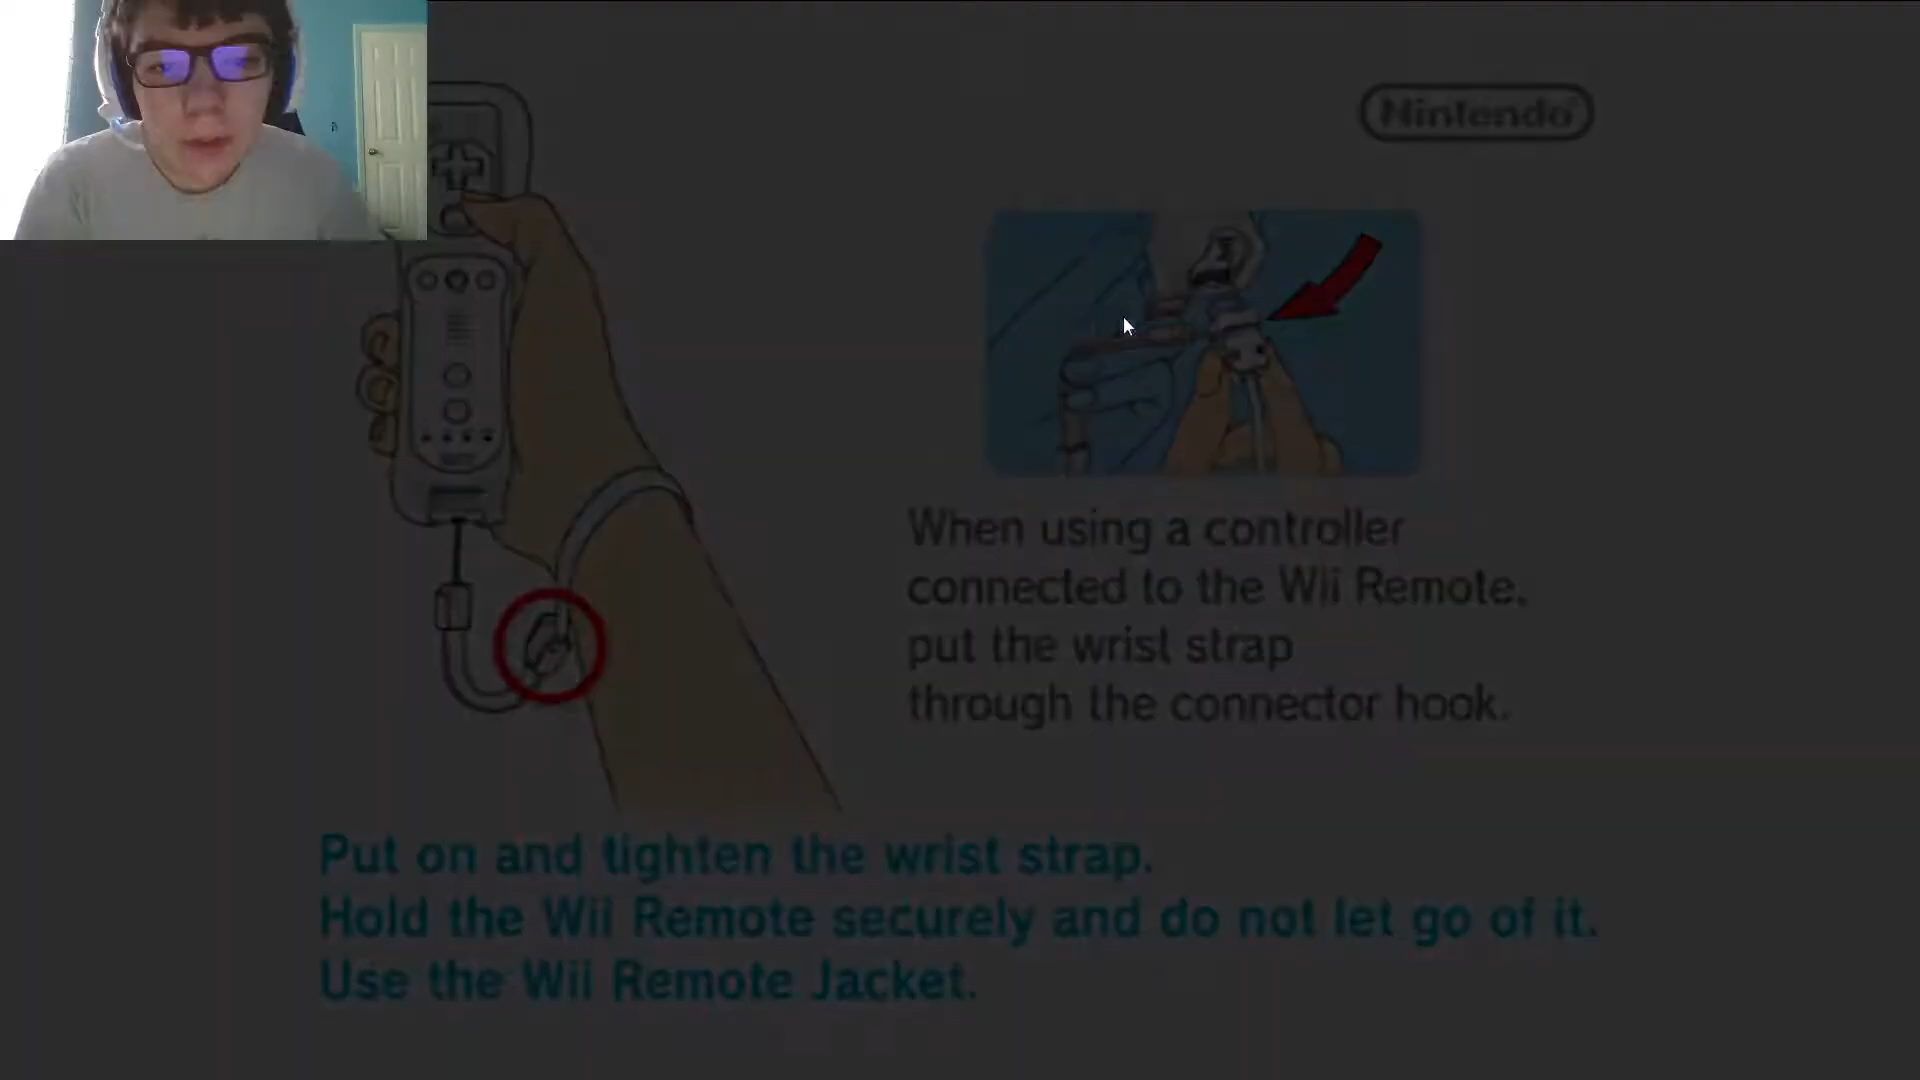 Nintendo
When using a controller
connected to the Wii Remote,
put the wrist strap
through the connector hook.
Put on and tighten the wrist strap.
Hold the Wii Remote securely and do not let go of it.
Use the Wii Remote Jacket.